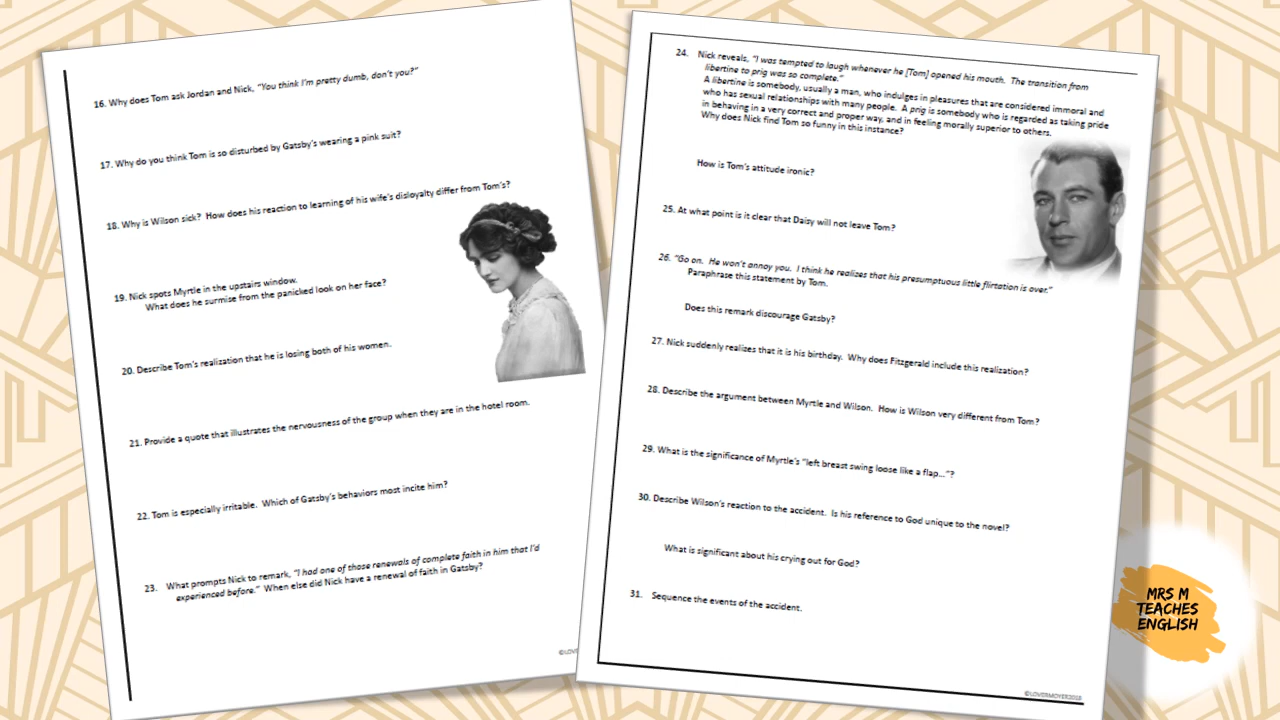 16. Why does Tom ask Jordan and Nick, “You think I’m pretty dumb, don’t you?”
17. Why do you think Tom is so disturbed by Gatsby’s wearing a pink suit?
18. Why is Wilson sick?  How does his reaction to learning of his wife’s disloyalty differ from Tom’s?
19. Nick spots Myrtle in the upstairs window.
What does he surmise from the panicked look on her face?
20. Describe Tom’s realization that he is losing both of his women.
21. Provide a quote that illustrates the nervousness of the group when they are in the hotel room.
22. Tom is especially irritable.  Which of Gatsby’s behaviors most incite him?
23. What prompts Nick to remark, “I had one of those renewals of complete faith in him that I’d
experienced before.”  When else did Nick have a renewal of faith in Gatsby?
24. Nick reveals, “I was tempted to laugh whenever he [Tom] opened his mouth.  The transition from
libertine to prig was so complete.”
A libertine is somebody, usually a man, who indulges in pleasures that are considered immoral and
who has sexual relationships with many people.  A prig is somebody who is regarded as taking pride
in behaving in a very correct and proper way, and in feeling morally superior to others.
Why does Nick find Tom so funny in this instance?
How is Tom’s attitude ironic?
25. At what point is it clear that Daisy will not leave Tom?
26. “Go on.  He won’t annoy you.  I think he realizes that his presumptuous little flirtation is over.”
Paraphrase this statement by Tom.
Does this remark discourage Gatsby?
27. Nick suddenly realizes that it is his birthday.  Why does Fitzgerald include this realization?
28. Describe the argument between Myrtle and Wilson.  How is Wilson very different from Tom?
29. What is the significance of Myrtle’s “left breast swing loose like a flap…”?
30. Describe Wilson’s reaction to the accident.  Is his reference to God unique to the novel?
What is significant about his crying out for God?
31. Sequence the events of the accident.
MRS M
TEACHES
ENGLISH